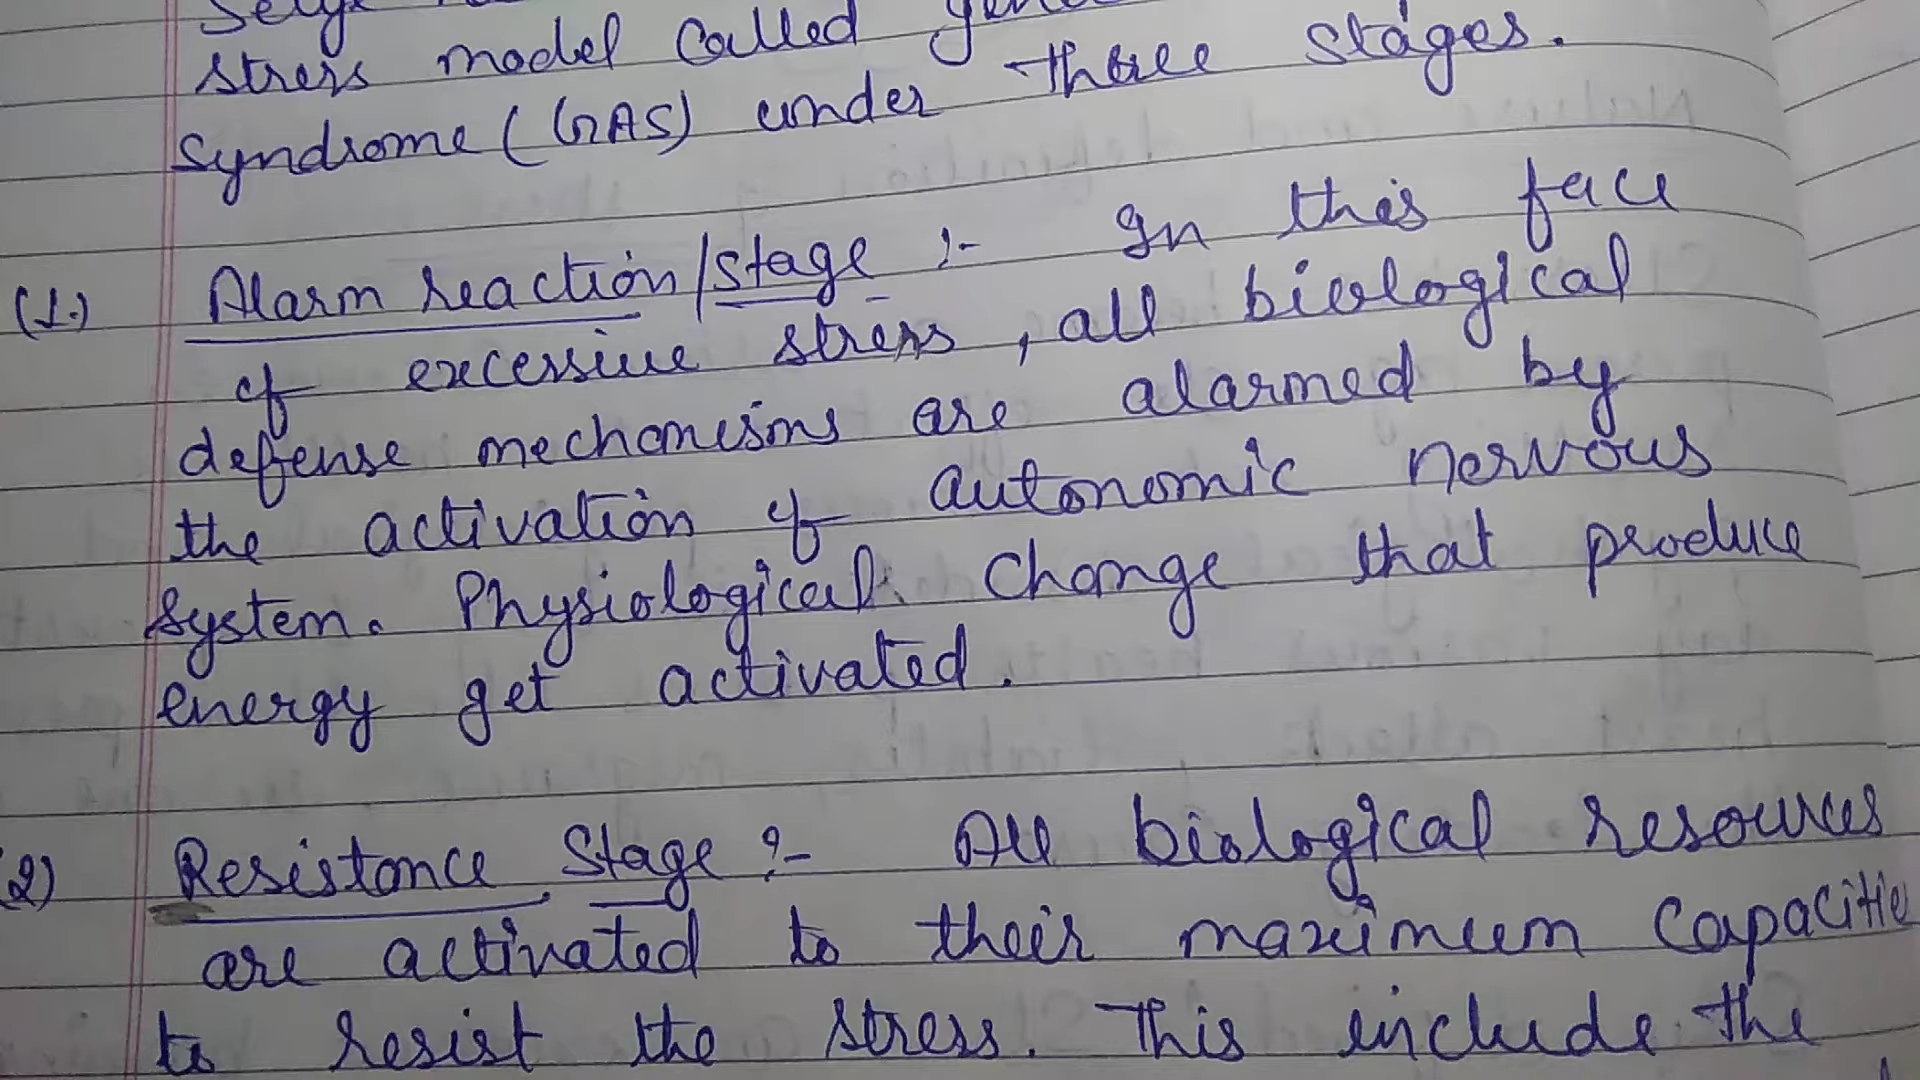 stress model called
syndrome (GAS) under three stages.
(1.) Alarm reaction/stage :- In this face
of excessive stress, all biological
defense mechanisms are alarmed by
the activation of autonomic nervous
system. Physiological change that produce
energy get activated.
2) Resistance stage :- All biological resources
are activated to their maximum capacitie
to resist the stress. This include the